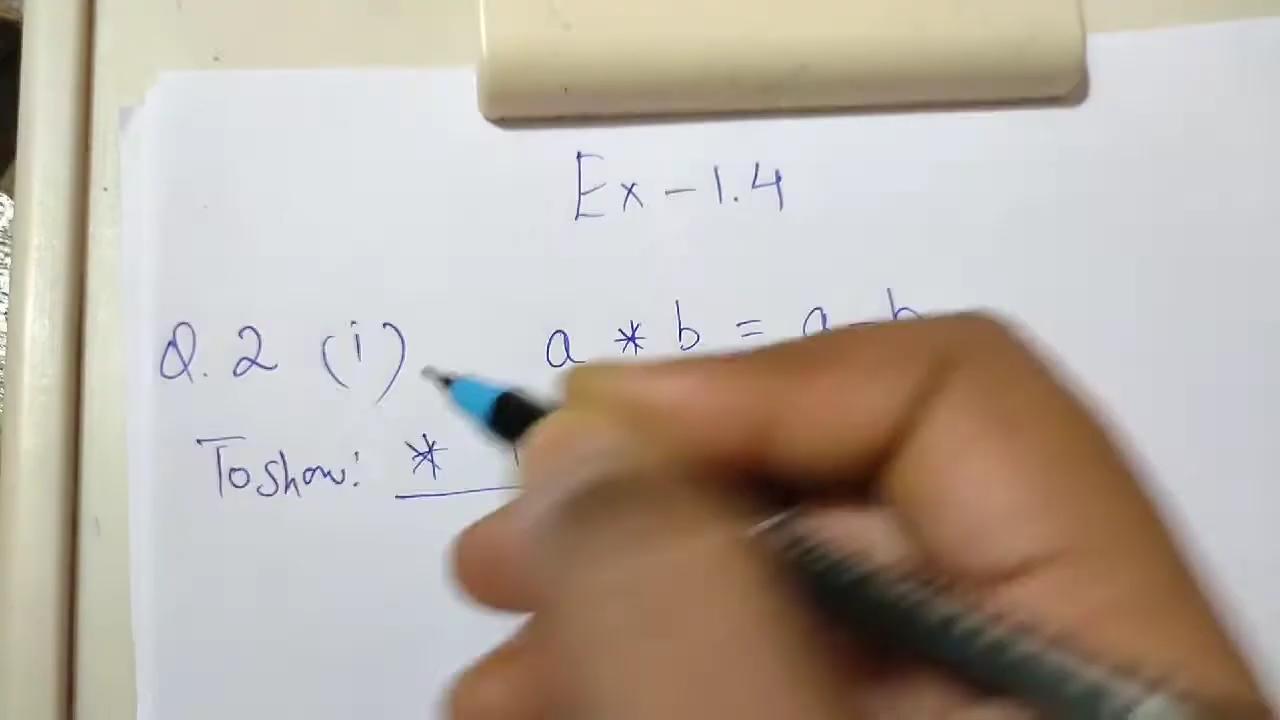 Ex - 1.4
Q. 2 (i) a * b = a - b
To show: *